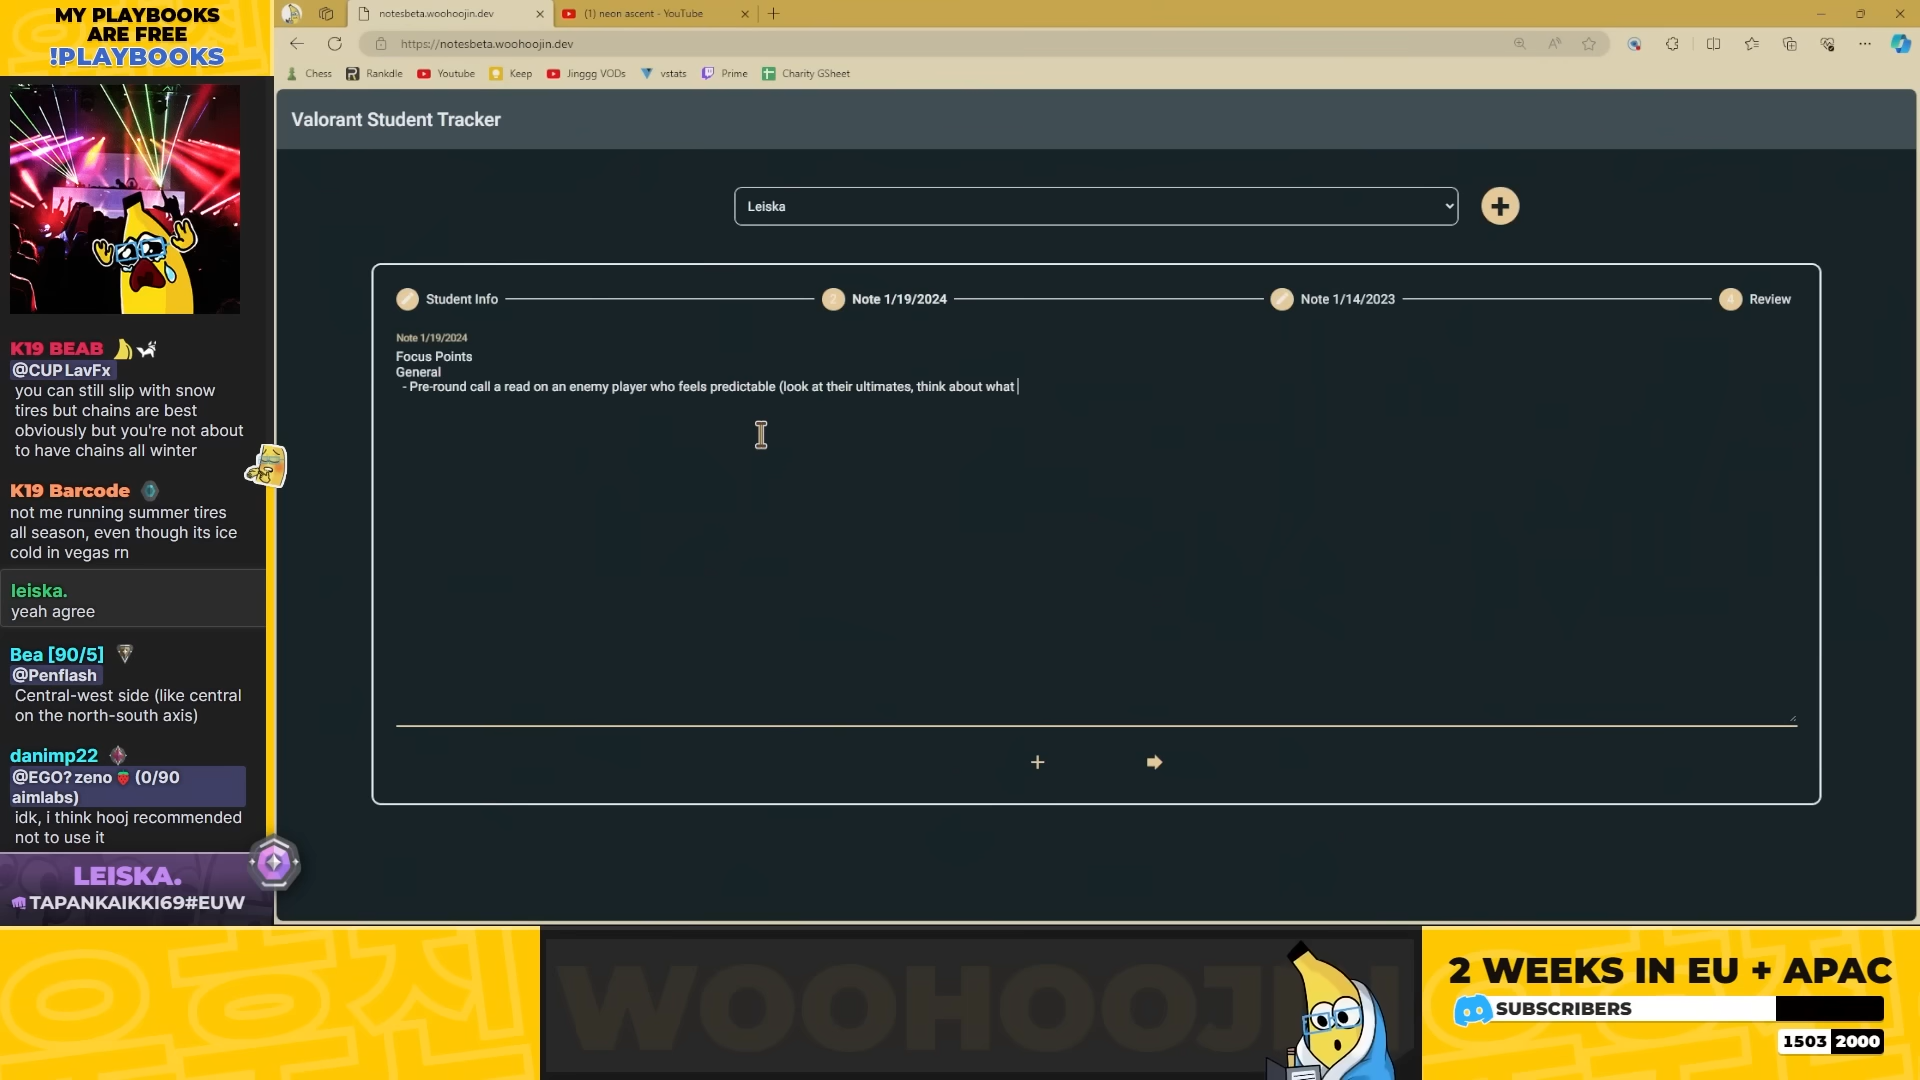 MY PLAYBOOKS
ARE FREE
!PLAYBOOKS
notesbeta.woohoojin.dev
(1) neon ascent - YouTube
https://notesbeta.woohoojin.dev
Chess
Rankdle
Youtube
Keep
Jinggg VODs
vstats
Prime
Charity GSheet
Valorant Student Tracker
Leiska
Student Info
2
Note 1/19/2024
Note 1/14/2023
4
Review
Note 1/19/2024
Focus Points
General
- Pre-round call a read on an enemy player who feels predictable (look at their ultimates, think about what
K19 BEAB
@CUP LavFx
you can still slip with snow
tires but chains are best
obviously but you're not about
to have chains all winter
K19 Barcode
not me running summer tires
all season, even though its ice
cold in vegas rn
leiska.
yeah agree
Bea [90/5]
@Penflash
Central-west side (like central
on the north-south axis)
danimp22
@EGO? zeno 🍓 (0/90
aimlabs)
idk, i think hooj recommended
not to use it
LEISKA.
TAPANKAIKKI69#EUW
우후진
WOOHOOJIN
2 WEEKS IN EU + APAC
SUBSCRIBERS
1503 2000